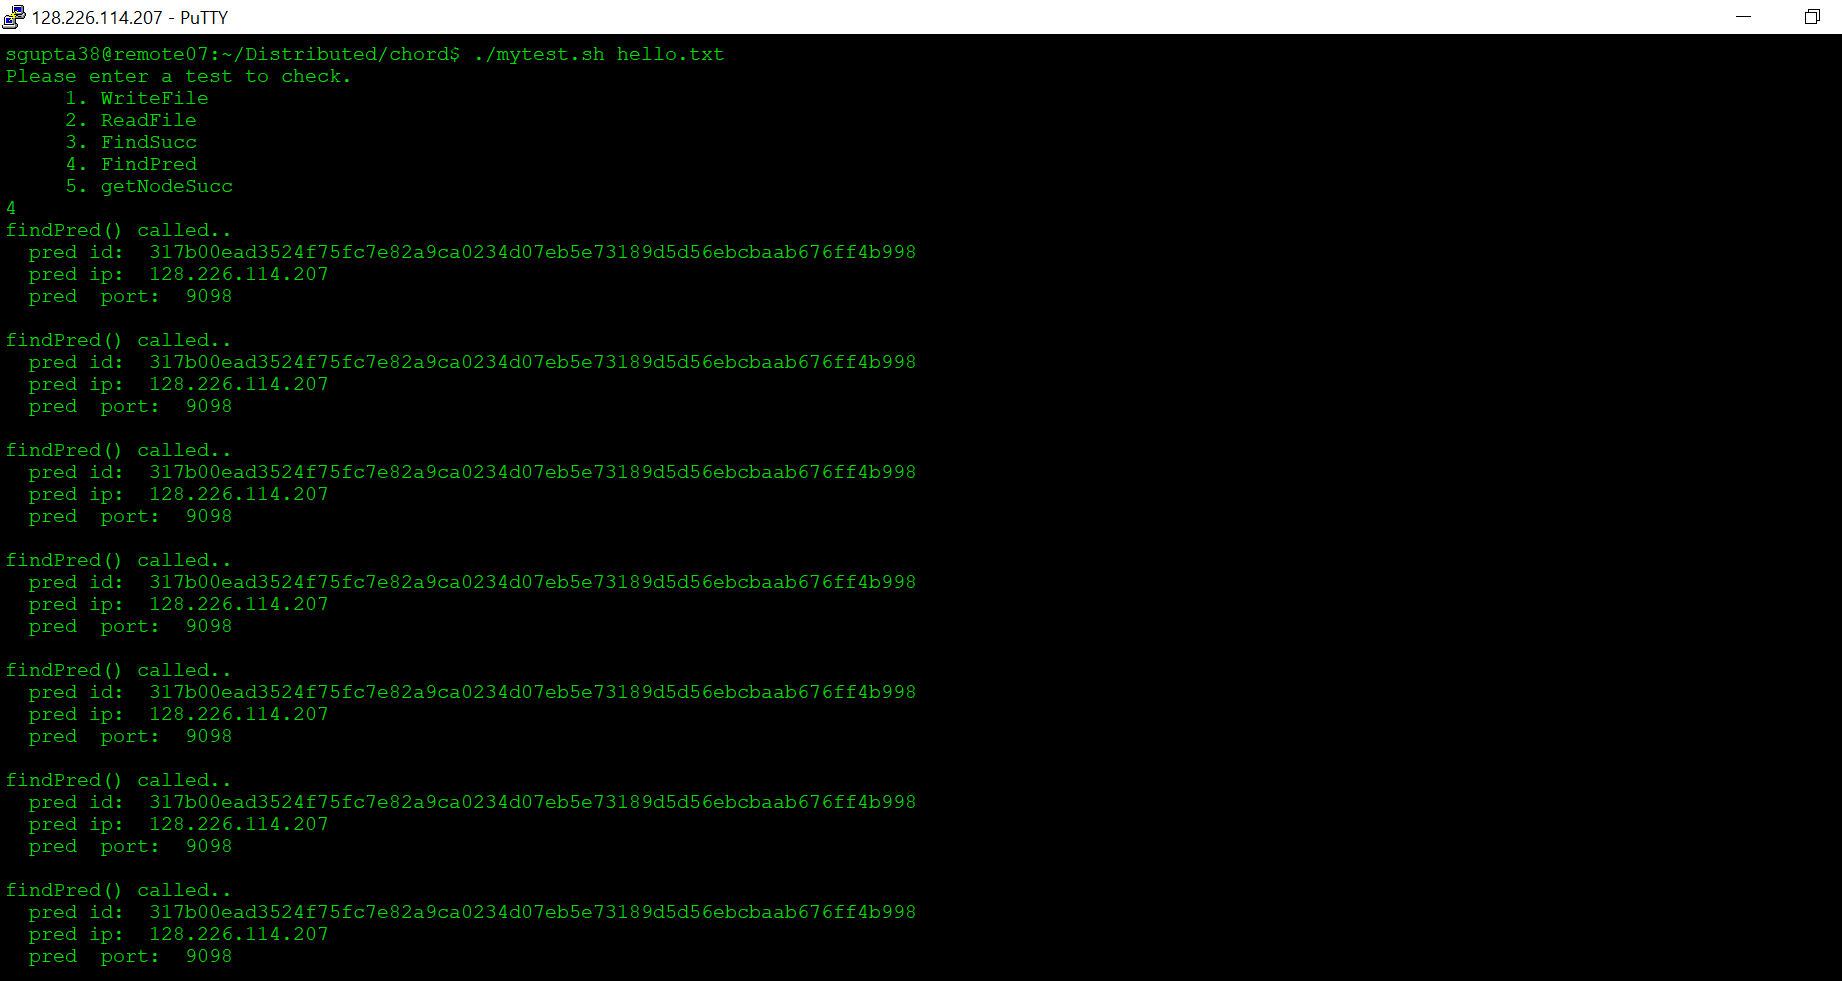 128.226.114.207 - PuTTY
sgupta38@remote07:~/Distributed/chord$ ./mytest.sh hello.txt
Please enter a test to check.
1. WriteFile
2. ReadFile
3. FindSucc
4. FindPred
5. getNodeSucc
4
findPred() called..
pred id:  317b00ead3524f75fc7e82a9ca0234d07eb5e73189d5d56ebcbaab676ff4b998
pred ip:  128.226.114.207
pred  port:  9098
findPred() called..
pred id:  317b00ead3524f75fc7e82a9ca0234d07eb5e73189d5d56ebcbaab676ff4b998
pred ip:  128.226.114.207
pred  port:  9098
findPred() called..
pred id:  317b00ead3524f75fc7e82a9ca0234d07eb5e73189d5d56ebcbaab676ff4b998
pred ip:  128.226.114.207
pred  port:  9098
findPred() called..
pred id:  317b00ead3524f75fc7e82a9ca0234d07eb5e73189d5d56ebcbaab676ff4b998
pred ip:  128.226.114.207
pred  port:  9098
findPred() called..
pred id:  317b00ead3524f75fc7e82a9ca0234d07eb5e73189d5d56ebcbaab676ff4b998
pred ip:  128.226.114.207
pred  port:  9098
findPred() called..
pred id:  317b00ead3524f75fc7e82a9ca0234d07eb5e73189d5d56ebcbaab676ff4b998
pred ip:  128.226.114.207
pred  port:  9098
findPred() called..
pred id:  317b00ead3524f75fc7e82a9ca0234d07eb5e73189d5d56ebcbaab676ff4b998
pred ip:  128.226.114.207
pred  port:  9098